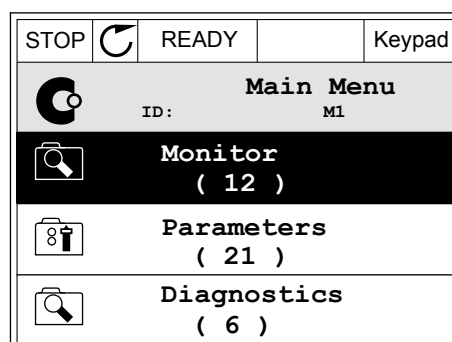 STOP READY Keypad
Main Menu
ID: M1
Monitor
( 12 )
Parameters
( 21 )
Diagnostics
( 6 )